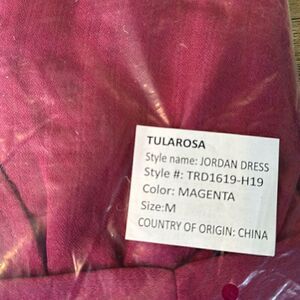 TULAROSA
Style name: JORDAN DRESS
Style #: TRD1619-H19
Color: MAGENTA
Size:M
COUNTRY OF ORIGIN: CHINA